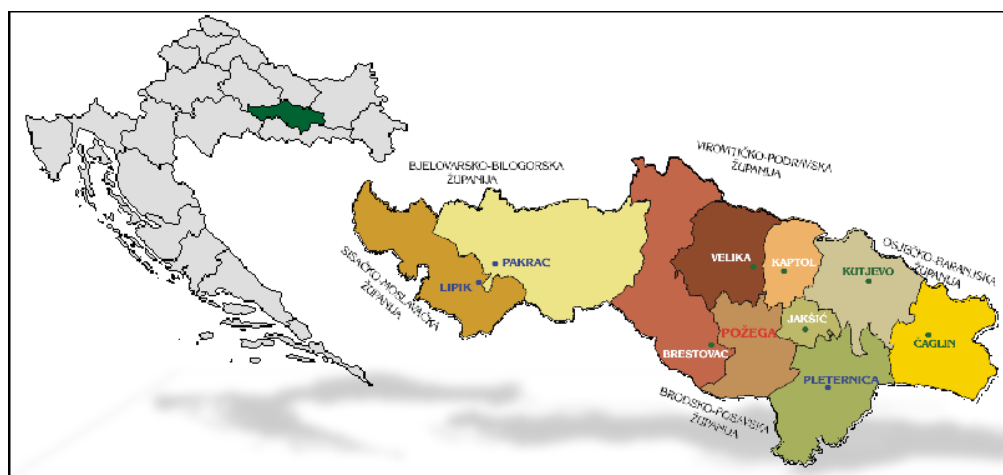 BJELOVARSKO-BILOGORSKA
ŽUPANIJA
VIROVITIČKO-PODRAVSKA
ŽUPANIJA
OSJEČKO-BARANJSKA
ŽUPANIJA
SISAČKO-MOSLAVAČKA
ŽUPANIJA
BRODSKO-POSAVSKA
ŽUPANIJA
PAKRAC
LIPIK
VELIKA
KAPTOL
KUTJEVO
POŽEGA
JAKŠIĆ
ČAGLIN
BRESTOVAC
PLETERNICA